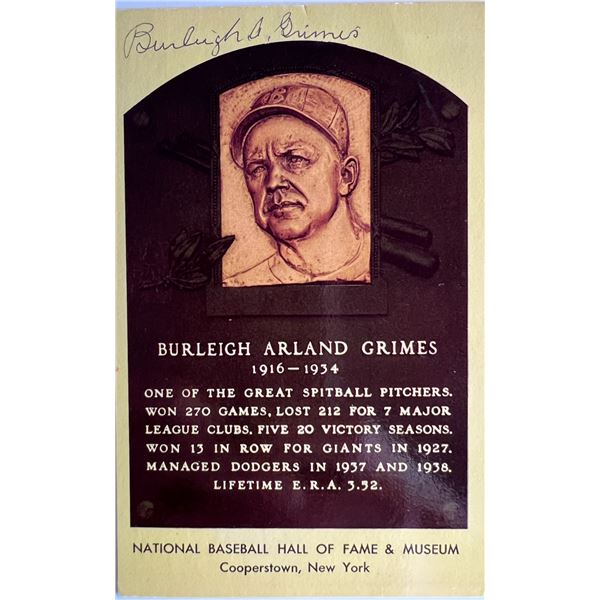 Burleigh A. Grimes
B
BURLEIGH ARLAND GRIMES
1916–1934
ONE OF THE GREAT SPITBALL PITCHERS.
WON 270 GAMES, LOST 212 FOR 7 MAJOR
LEAGUE CLUBS. FIVE 20 VICTORY SEASONS.
WON 13 IN ROW FOR GIANTS IN 1927.
MANAGED DODGERS IN 1937 AND 1938.
LIFETIME E.R.A. 3.52.
NATIONAL BASEBALL HALL OF FAME & MUSEUM
Cooperstown, New York